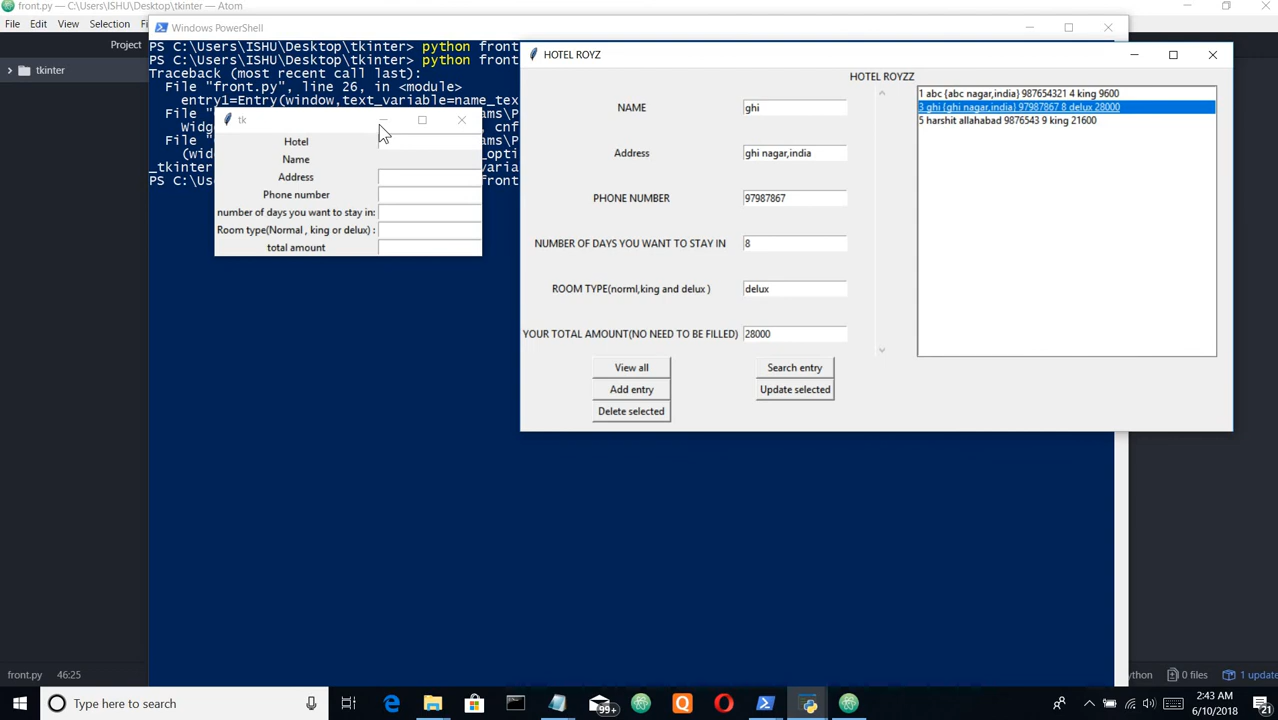 front.py — C:\Users\ISHU\Desktop\tkinter — Atom
File Edit View Selection
Project
tkinter
Windows PowerShell
PS C:\Users\ISHU\Desktop\tkinter> python front
PS C:\Users\ISHU\Desktop\tkinter> python front
Traceback (most recent call last):
File "front.py", line 26, in <module>
entry1=Entry(window,text_variable=name_tex
PS C:\Us
front
tk
Hotel
Name
Address
Phone number
number of days you want to stay in:
Room type(Normal , king or delux) :
total amount
HOTEL ROYZ
HOTEL ROYZZ
NAME ghi
Address ghi nagar,india
PHONE NUMBER 97987867
NUMBER OF DAYS YOU WANT TO STAY IN 8
ROOM TYPE(norml,king and delux ) delux
YOUR TOTAL AMOUNT(NO NEED TO BE FILLED) 28000
1 abc {abc nagar,india} 987654321 4 king 9600
3 ghi {ghi nagar,india} 97987867 8 delux 28000
5 harshit allahabad 9876543 9 king 21600
View all Search entry
Add entry Update selected
Delete selected
front.py 46:25
0 files 1 update
Type here to search
99+
2:43 AM
6/10/2018
21